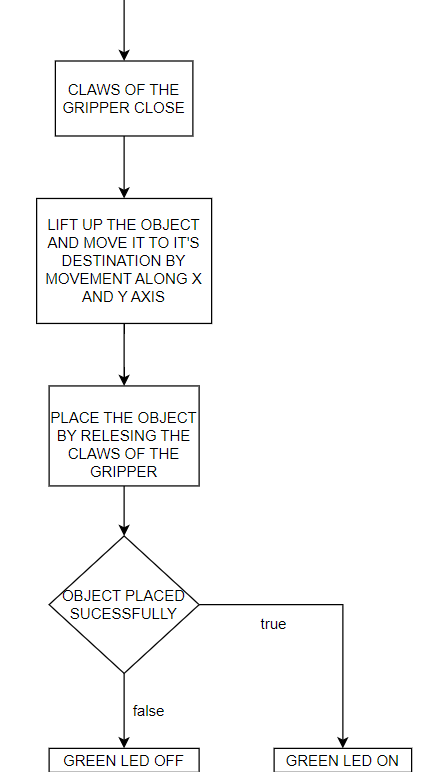 CLAWS OF THE
GRIPPER CLOSE
LIFT UP THE OBJECT
AND MOVE IT TO IT'S
DESTINATION BY
MOVEMENT ALONG X
AND Y AXIS
PLACE THE OBJECT
BY RELESING THE
CLAWS OF THE
GRIPPER
OBJECT PLACED
SUCESSFULLY
true
false
GREEN LED OFF
GREEN LED ON